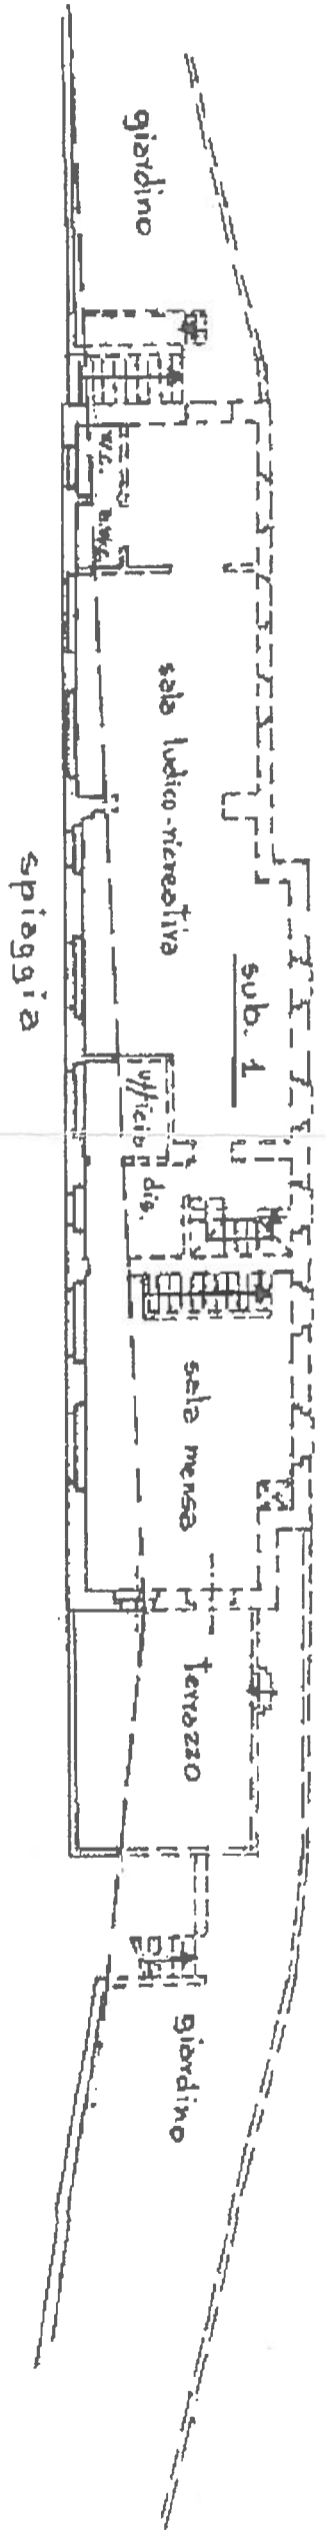 giardino
w.c.
sala ludico-ricreativa
sub. 1
spiaggia
ufficio
dis.
sala mensa
terrazzo
giardino